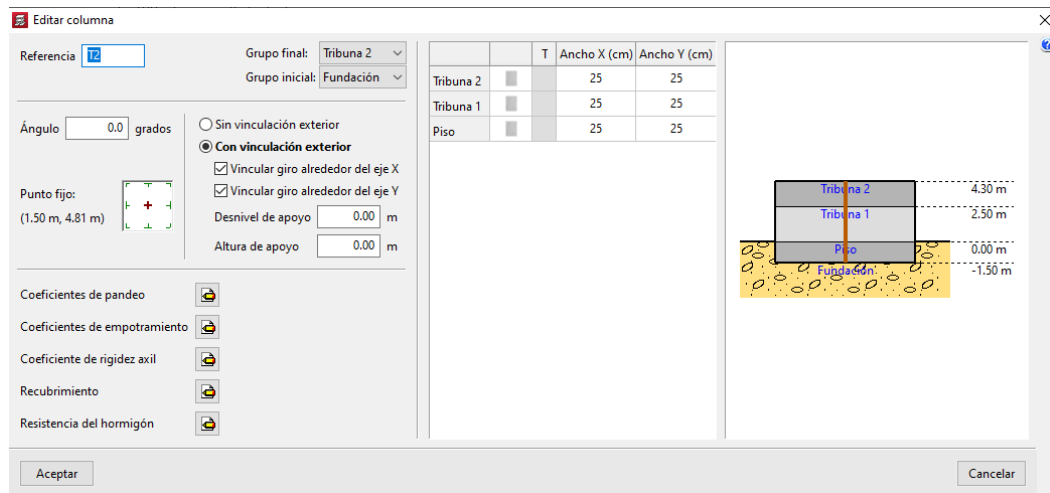 Editar columna
Referencia T2
Grupo final: Tribuna 2
Grupo inicial: Fundación
Ángulo 0.0 grados
Sin vinculación exterior
Con vinculación exterior
Vincular giro alrededor del eje X
Vincular giro alrededor del eje Y
Desnivel de apoyo 0.00 m
Altura de apoyo 0.00 m
Punto fijo:
(1.50 m, 4.81 m)
Coeficientes de pandeo
Coeficientes de empotramiento
Coeficiente de rigidez axil
Recubrimiento
Resistencia del hormigón
T Ancho X (cm) Ancho Y (cm)
Tribuna 2 25 25
Tribuna 1 25 25
Piso 25 25
Tribuna 2 4.30 m
Tribuna 1 2.50 m
Piso 0.00 m
Fundación -1.50 m
Aceptar
Cancelar